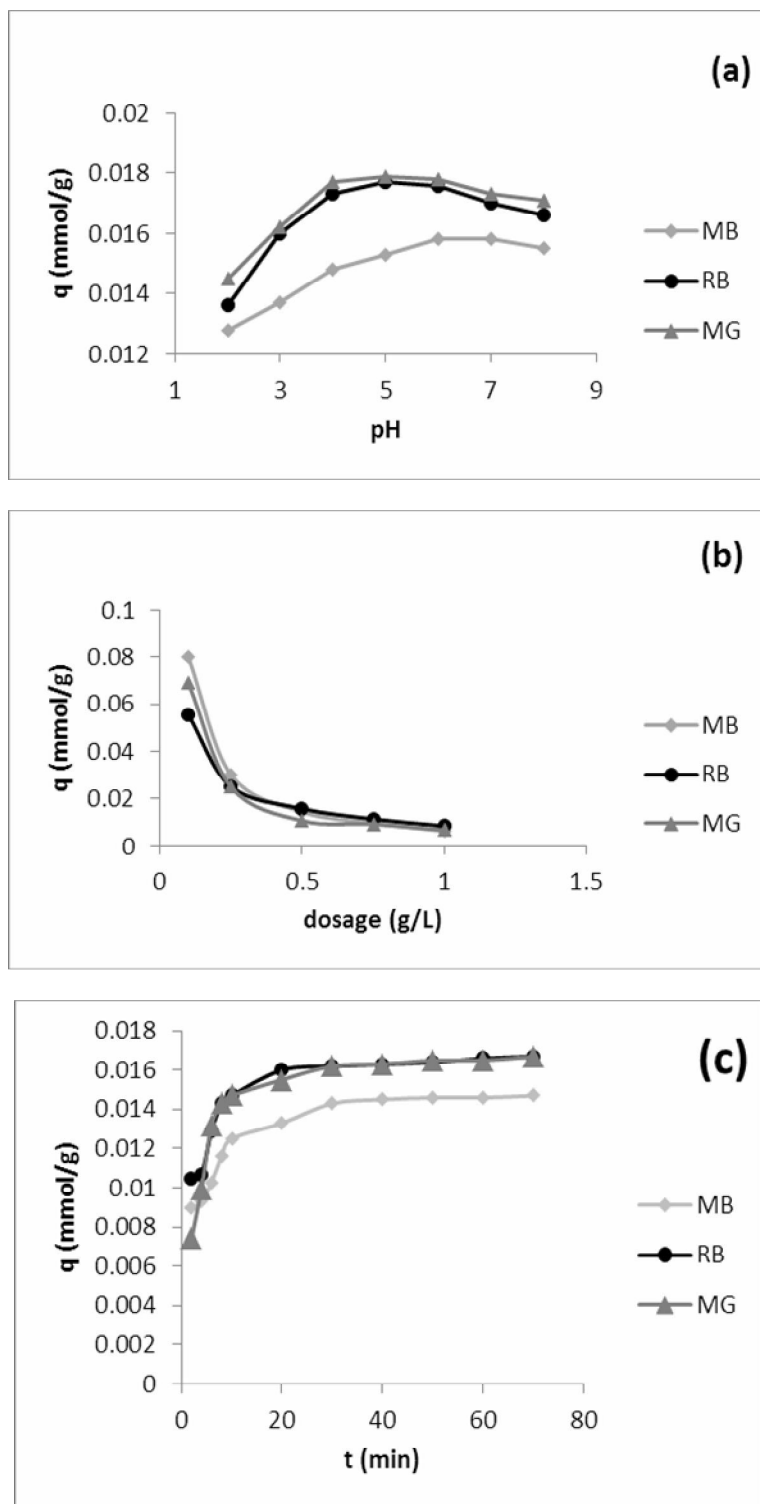 (a)
0.02
0.018
0.016
0.014
0.012
q (mmol/g)
1 3 5 7 9
pH
MB
RB
MG
(b)
0.1
0.08
0.06
0.04
0.02
0
q (mmol/g)
0 0.5 1 1.5
dosage (g/L)
MB
RB
MG
(c)
0.018
0.016
0.014
0.012
0.01
0.008
0.006
0.004
0.002
0
q (mmol/g)
0 20 40 60 80
t (min)
MB
RB
MG